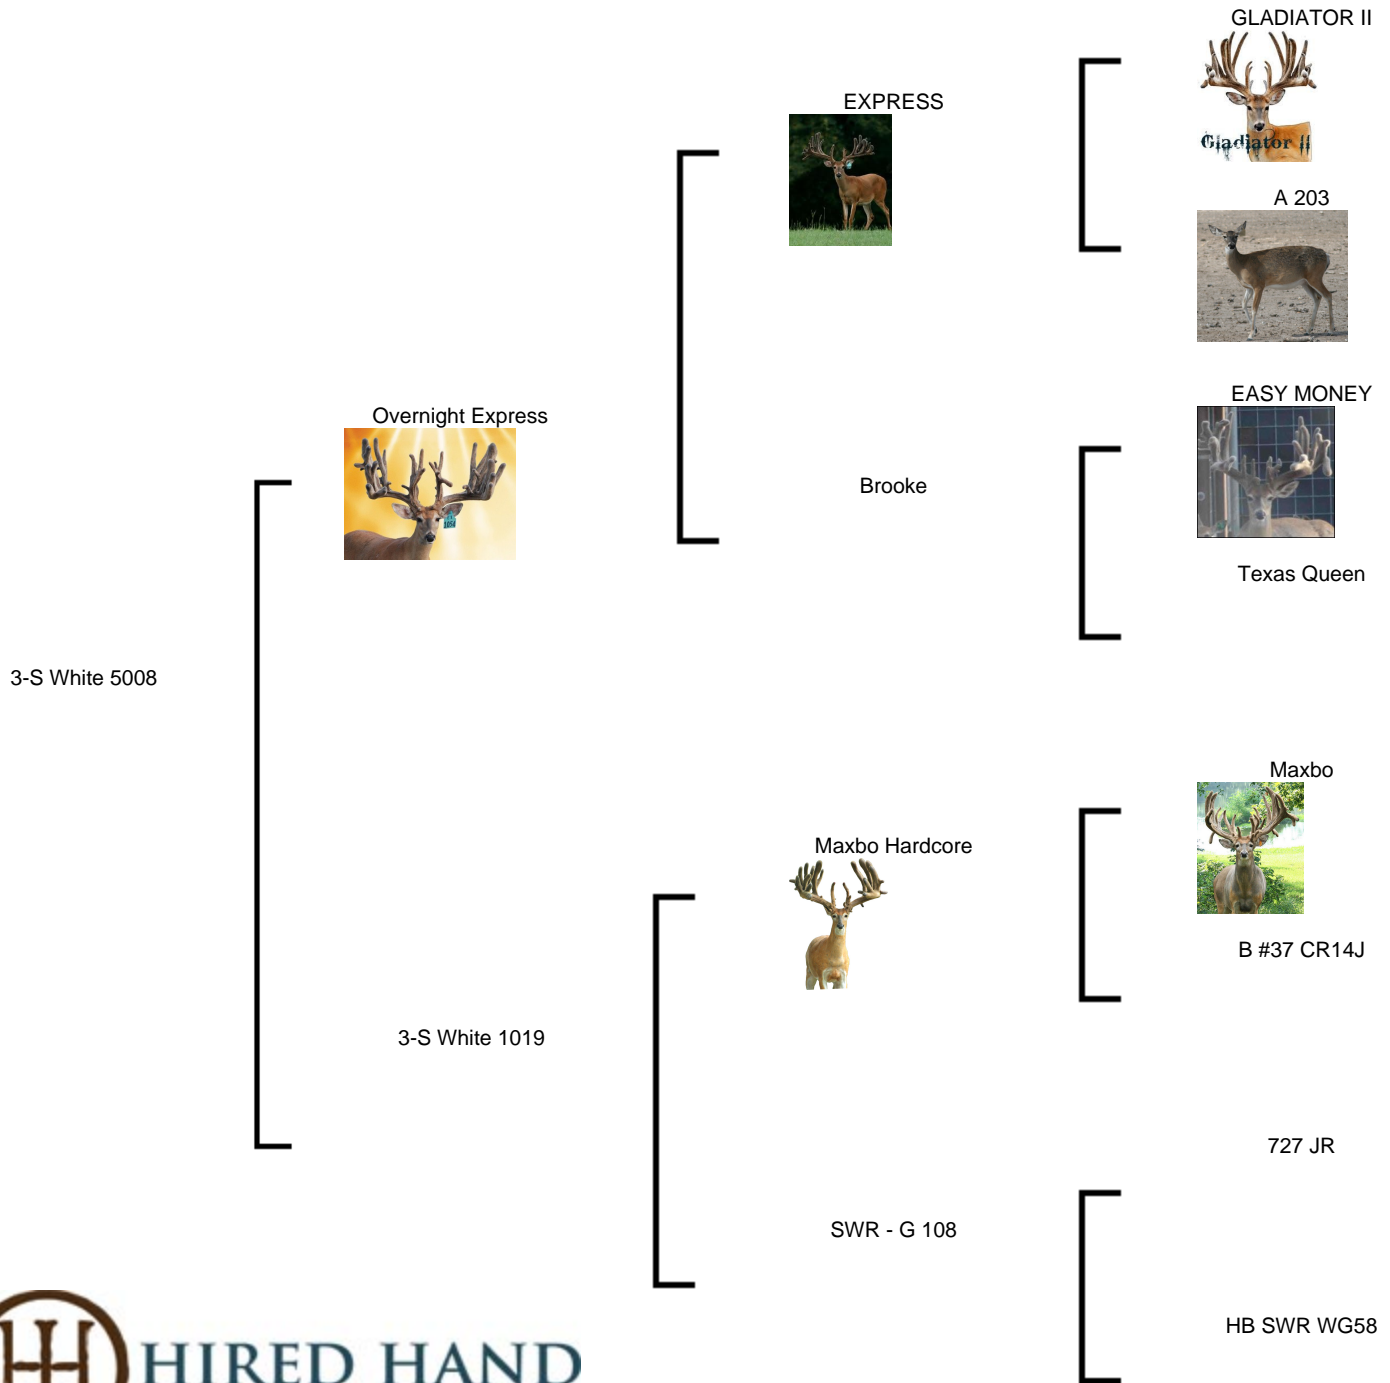 GLADIATOR II
Gladiator II
EXPRESS
A 203
EASY MONEY
Overnight Express
Brooke
Texas Queen
3-S White 5008
Maxbo
Maxbo Hardcore
B #37 CR14J
3-S White 1019
727 JR
SWR - G 108
HB SWR WG58
HIRED HAND